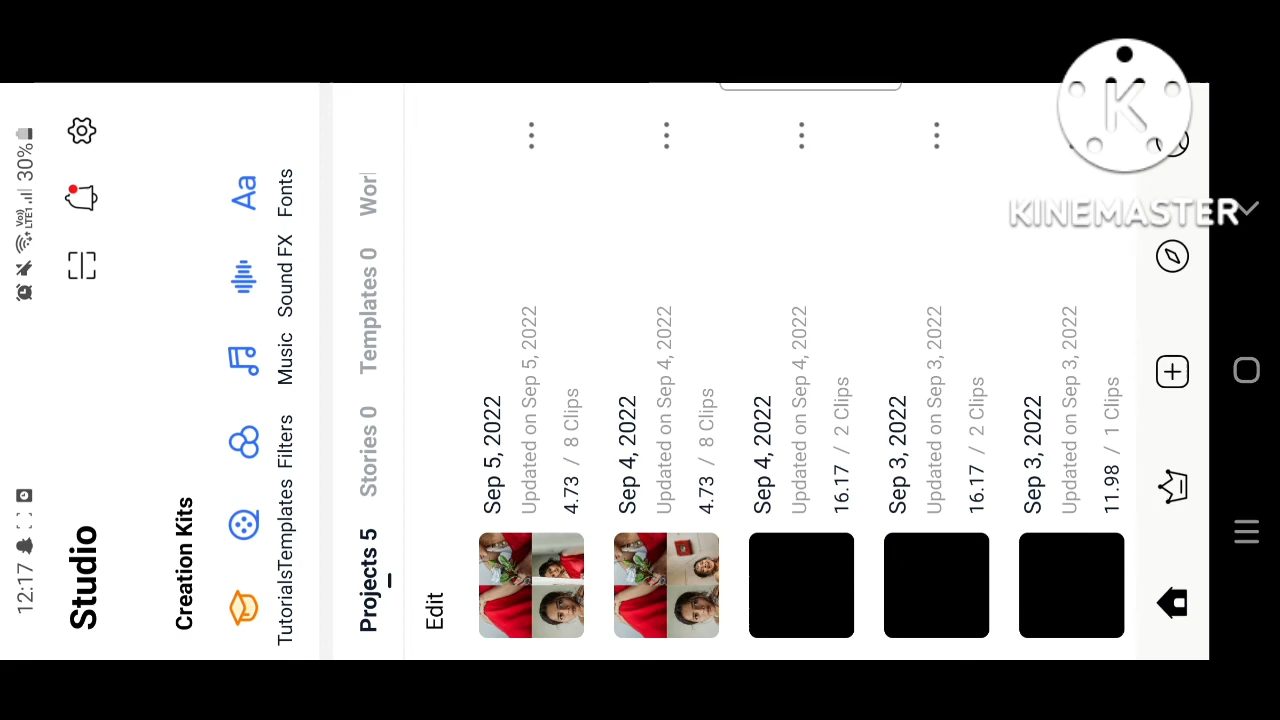 12:17
30%
Studio
Creation Kits
Tutorials Templates Filters Music Sound FX Fonts
Projects 5 Stories 0 Templates 0 Wor
Edit
Sep 5, 2022
Updated on Sep 5, 2022
4.73 / 8 Clips
Sep 4, 2022
Updated on Sep 4, 2022
4.73 / 8 Clips
Sep 4, 2022
Updated on Sep 4, 2022
16.17 / 2 Clips
Sep 3, 2022
Updated on Sep 3, 2022
16.17 / 2 Clips
Sep 3, 2022
Updated on Sep 3, 2022
11.98 / 1 Clips
Aa
K
KINEMASTER